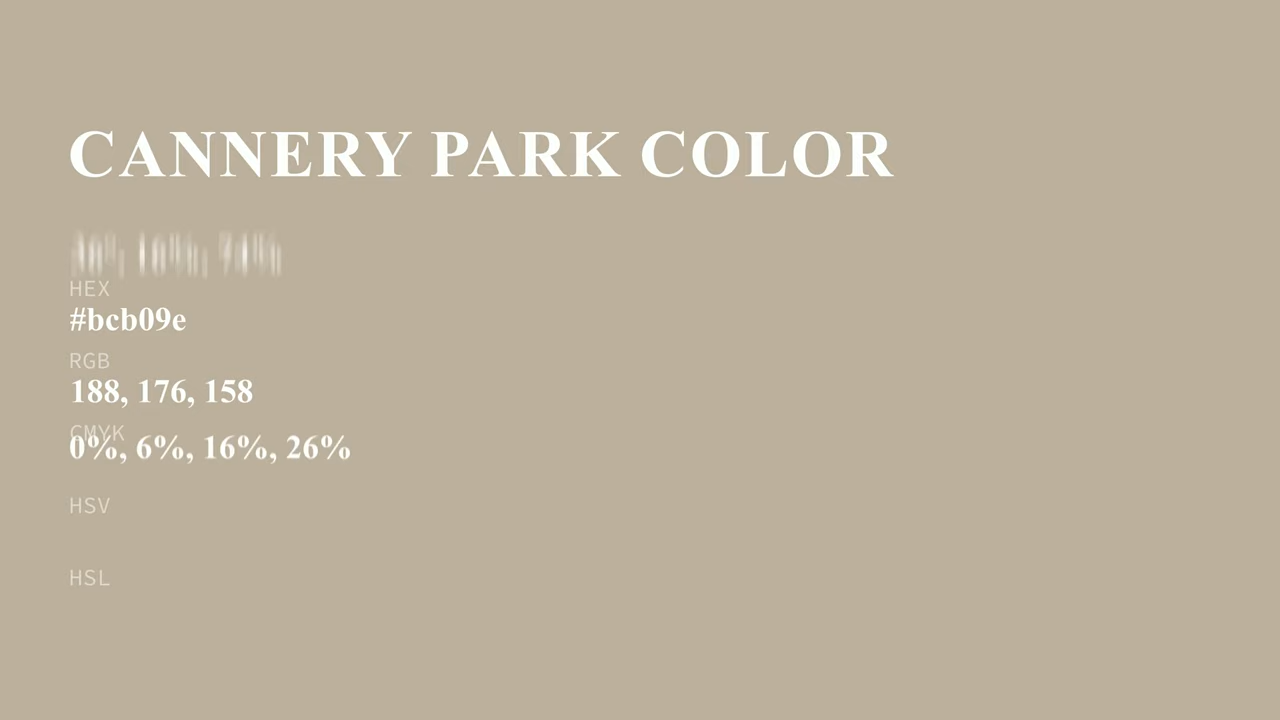 CANNERY PARK COLOR
HEX
#bcb09e
RGB
188, 176, 158
CMYK
0%, 6%, 16%, 26%
HSV
HSL